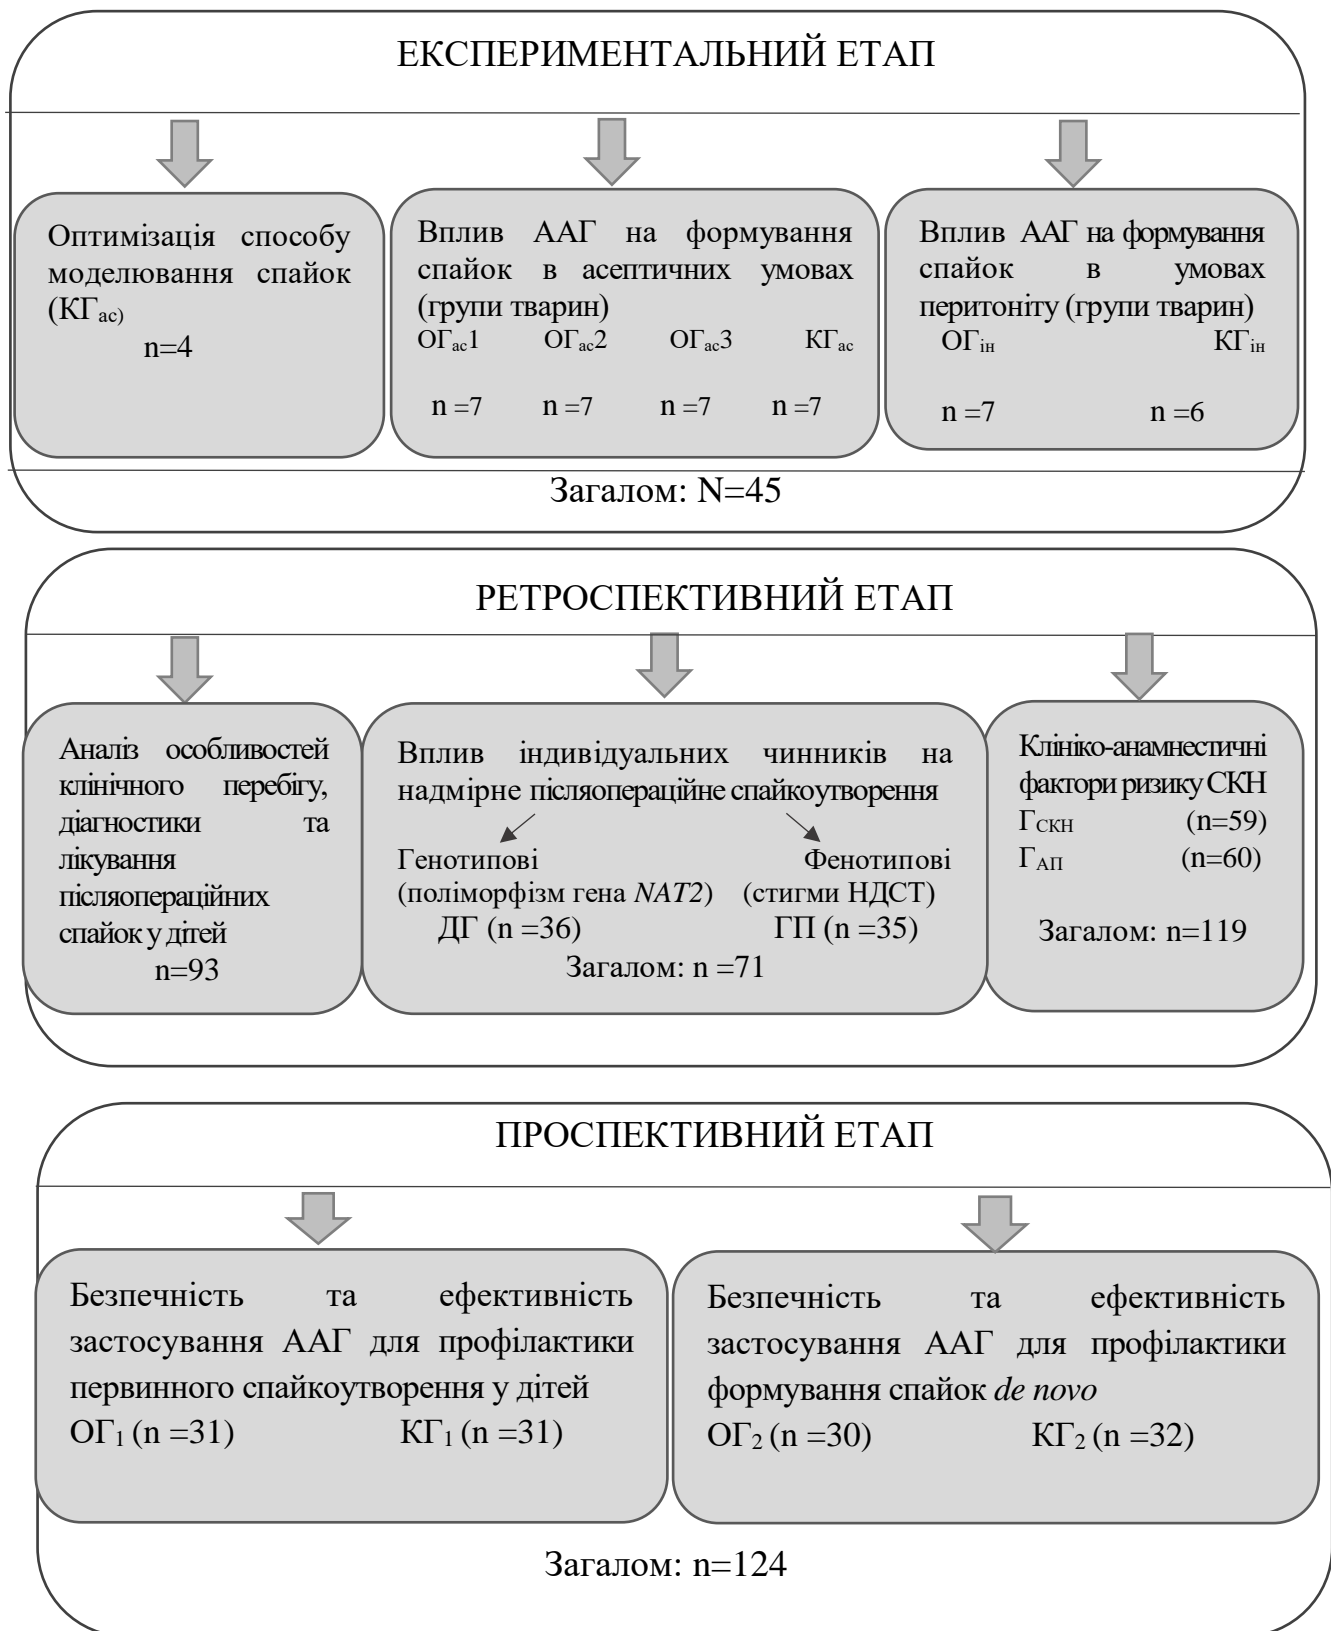 ЕКСПЕРИМЕНТАЛЬНИЙ ЕТАП
Оптимізація способу
моделювання спайок
(КГас)
n=4
Вплив ААГ на формування
спайок в асептичних умовах
(групи тварин)
ОГас1 ОГас2 ОГас3 КГас
n =7 n =7 n =7 n =7
Вплив ААГ на формування
спайок в умовах
перитоніту (групи тварин)
ОГін КГін
n =7 n =6
Загалом: N=45
РЕТРОСПЕКТИВНИЙ ЕТАП
Аналіз особливостей
клінічного перебігу,
діагностики та
лікування
післяопераційних
спайок у дітей
n=93
Вплив індивідуальних чинників на
надмірне післяопераційне спайкоутворення
Генотипові Фенотипові
(поліморфізм гена NAT2) (стигми НДСТ)
ДГ (n =36) ГП (n =35)
Загалом: n =71
Клініко-анамнестичні
фактори ризику СКН
ГСКН (n=59)
ГАП (n=60)
Загалом: n=119
ПРОСПЕКТИВНИЙ ЕТАП
Безпечність та ефективність
застосування ААГ для профілактики
первинного спайкоутворення у дітей
ОГ1 (n =31) КГ1 (n =31)
Безпечність та ефективність
застосування ААГ для профілактики
формування спайок de novo
ОГ2 (n =30) КГ2 (n =32)
Загалом: n=124